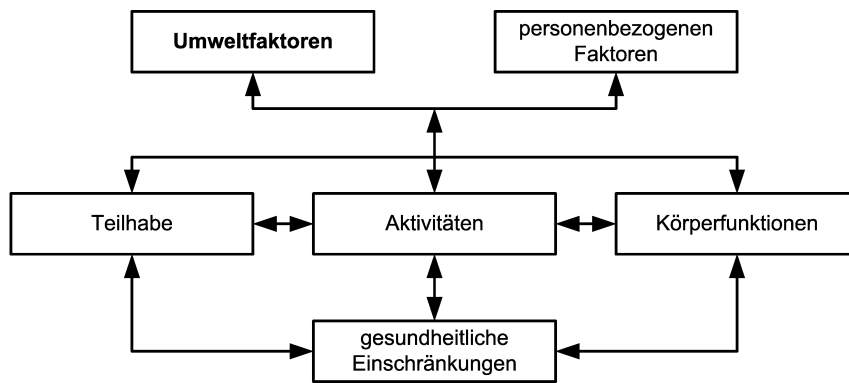 Umweltfaktoren
personenbezogenen
Faktoren
Teilhabe
Aktivitäten
Körperfunktionen
gesundheitliche
Einschränkungen